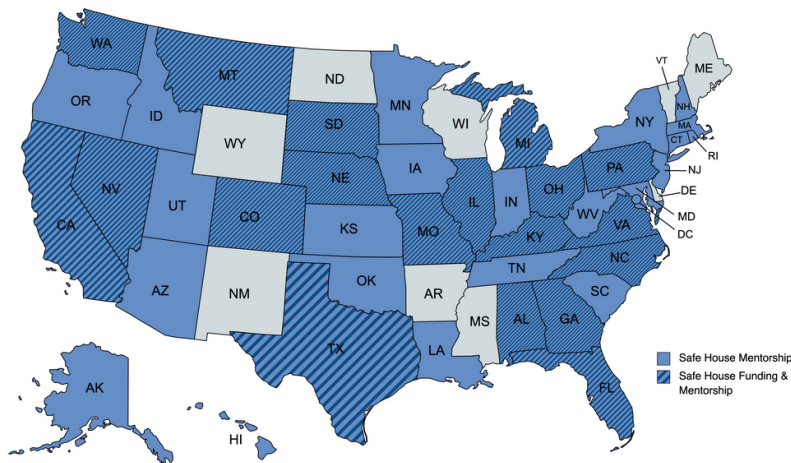 WA
MT
ND
MN
VT
ME
OR
ID
WY
SD
WI
MI
NY
NH
MA
CT
RI
NV
UT
CO
NE
IA
IL
IN
OH
PA
NJ
DE
MD
DC
CA
KS
MO
KY
WV
VA
NC
AZ
NM
OK
AR
TN
SC
TX
LA
MS
AL
GA
FL
AK
HI
Safe House Mentorship
Safe House Funding &
Mentorship